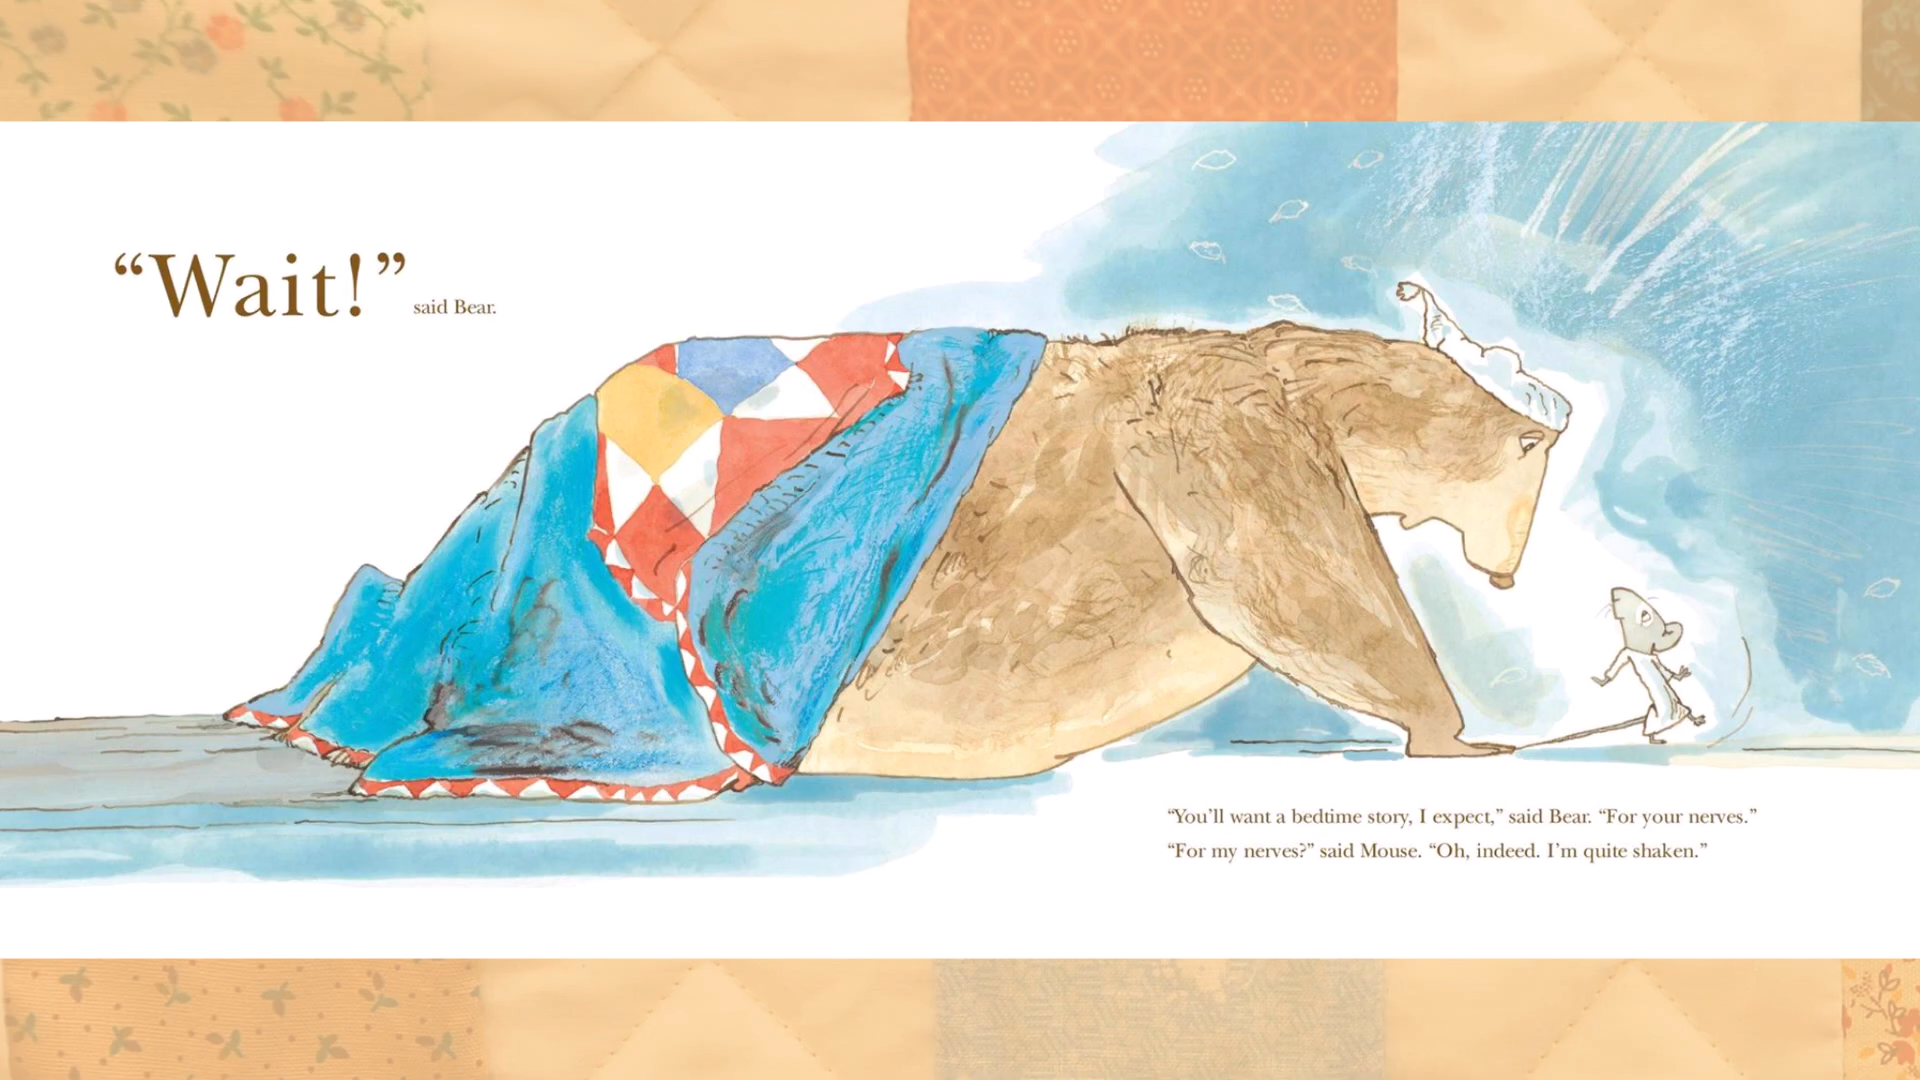 “Wait!” said Bear.
“You’ll want a bedtime story, I expect,” said Bear. “For your nerves.”
“For my nerves?” said Mouse. “Oh, indeed. I’m quite shaken.”